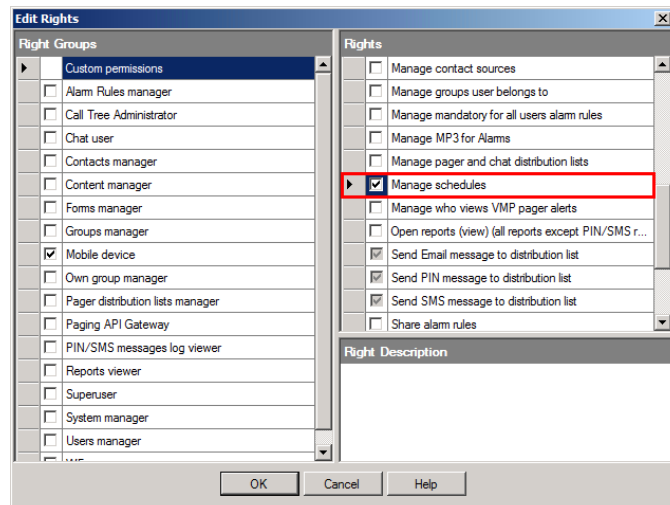 Edit Rights
Right Groups
Custom permissions
Alarm Rules manager
Call Tree Administrator
Chat user
Contacts manager
Content manager
Forms manager
Groups manager
Mobile device
Own group manager
Pager distribution lists manager
Paging API Gateway
PIN/SMS messages log viewer
Reports viewer
Superuser
System manager
Users manager
Rights
Manage contact sources
Manage groups user belongs to
Manage mandatory for all users alarm rules
Manage MP3 for Alarms
Manage pager and chat distribution lists
Manage schedules
Manage who views VMP pager alerts
Open reports (view) (all reports except PIN/SMS r...
Send Email message to distribution list
Send PIN message to distribution list
Send SMS message to distribution list
Share alarm rules
Right Description
OK
Cancel
Help